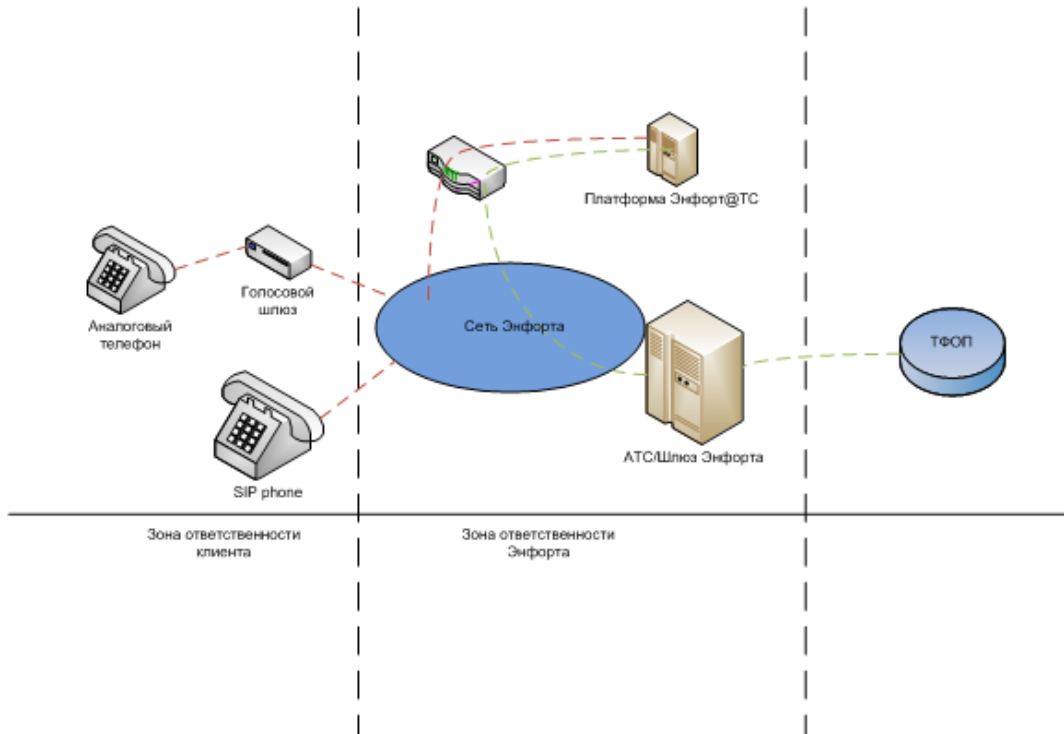 Платформа Энфорт@ТС
Голосовой
шлюз
Аналоговый
телефон
Сеть Энфорта
ТФОП
АТС/Шлюз Энфорта
SIP phone
Зона ответственности
клиента
Зона ответственности
Энфорта